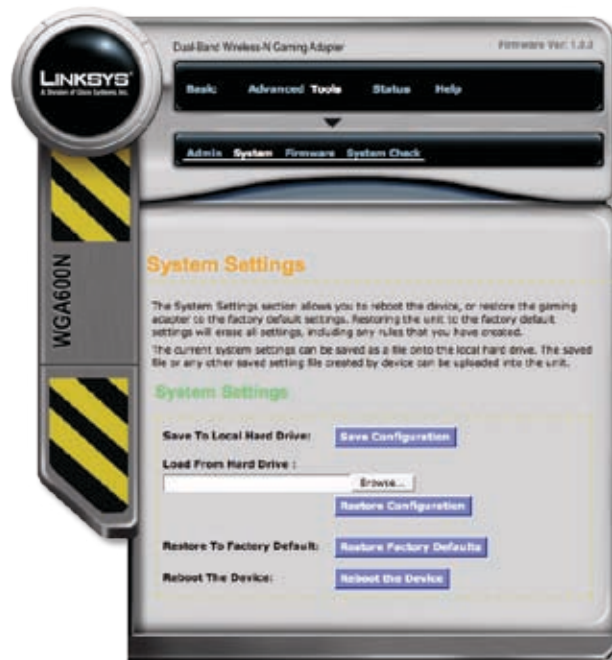 Dual-Band Wireless-N Gaming Adapter
Firmware Ver: 1.0.0
LINKSYS®
A Division of Cisco Systems, Inc.
Basic Advanced Tools Status Help
Admin System Firmware System Check
WGA600N
System Settings
The System Settings section allows you to reboot the device, or restore the gaming
adapter to the factory default settings. Restoring the unit to the factory default
settings will erase all settings, including any rules that you have created.
The current system settings can be saved as a file onto the local hard drive. The saved
file or any other saved setting file created by device can be uploaded into the unit.
System Settings
Save To Local Hard Drive: Save Configuration
Load From Hard Drive :
Browse...
Restore Configuration
Restore To Factory Default: Restore Factory Defaults
Reboot The Device: Reboot the Device